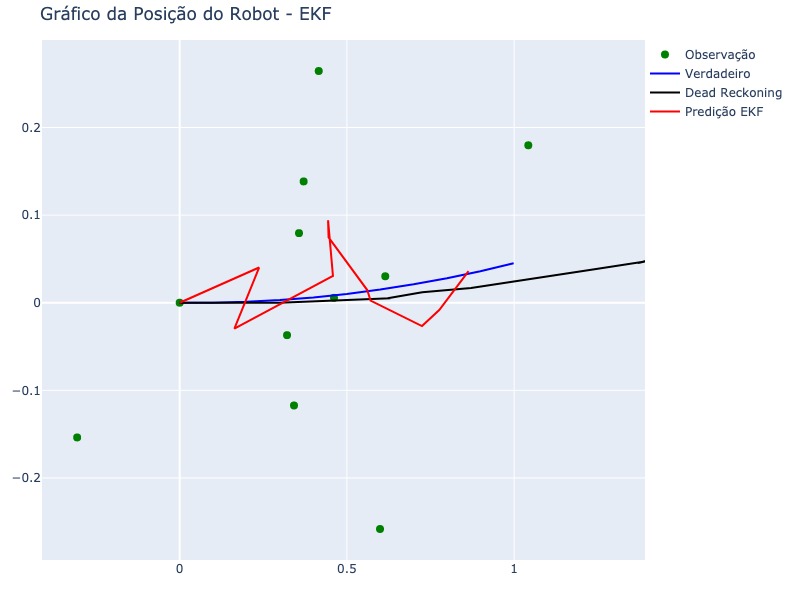 Gráfico da Posição do Robot - EKF
Observação
Verdadeiro
Dead Reckoning
Predição EKF
0.2
0.1
0
−0.1
−0.2
0
0.5
1